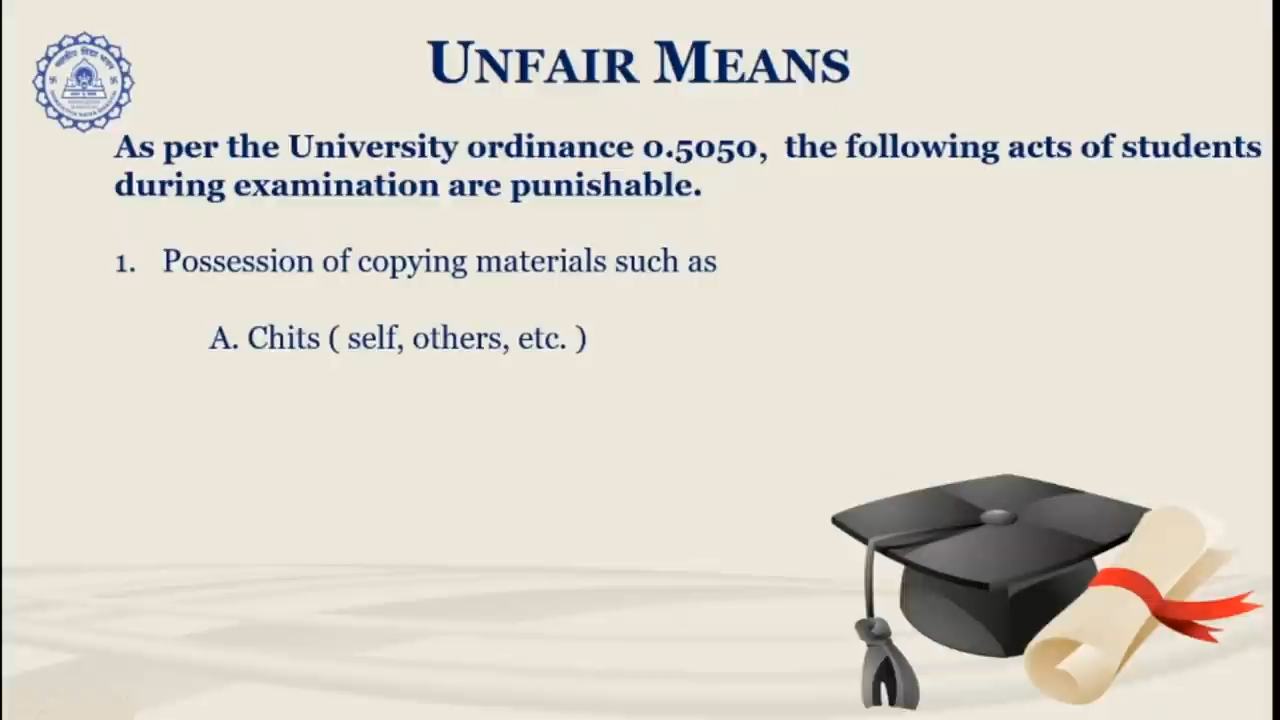 UNFAIR MEANS
As per the University ordinance 0.5050, the following acts of students
during examination are punishable.
1. Possession of copying materials such as
A. Chits ( self, others, etc. )